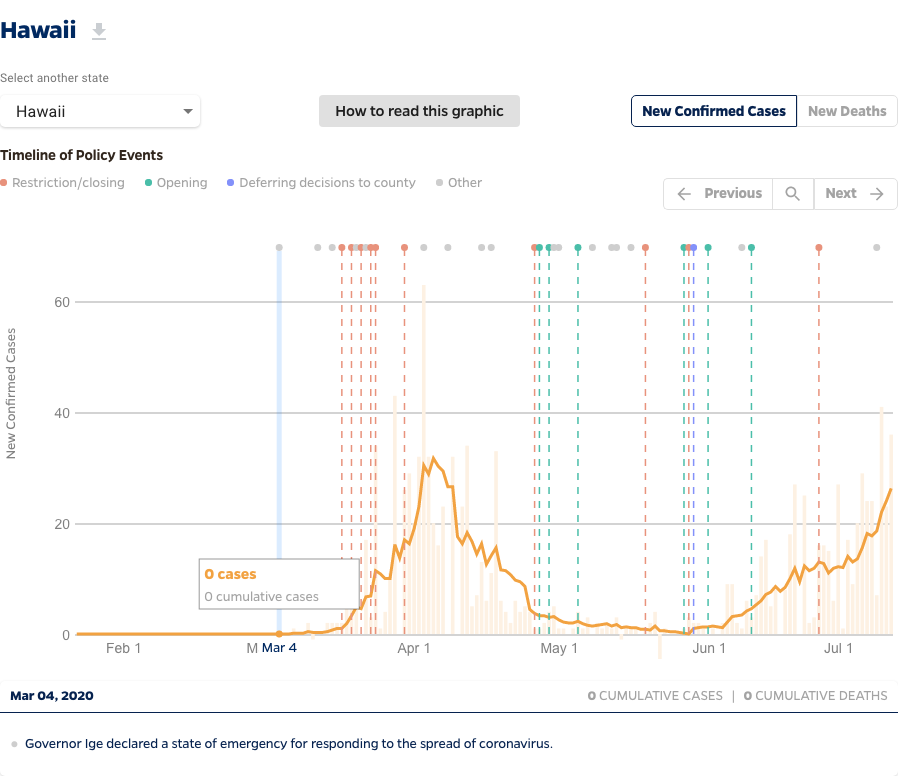 Hawaii
Select another state
Hawaii
How to read this graphic
New Confirmed Cases
New Deaths
Timeline of Policy Events
Restriction/closing
Opening
Deferring decisions to county
Other
Previous
Next
New Confirmed Cases
60
40
20
0
0 cases
0 cumulative cases
Feb 1
M
Mar 4
Apr 1
May 1
Jun 1
Jul 1
Mar 04, 2020
0 CUMULATIVE CASES | 0 CUMULATIVE DEATHS
Governor Ige declared a state of emergency for responding to the spread of coronavirus.